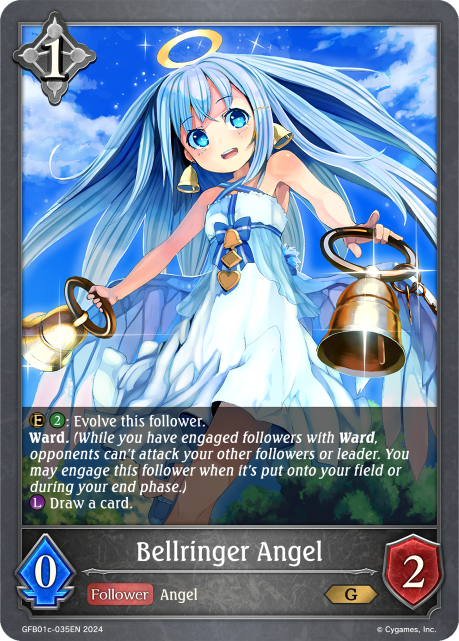 1
E 2: Evolve this follower.
Ward. (While you have engaged followers with Ward,
opponents can't attack your other followers or leader. You
may engage this follower when it's put onto your field or
during your end phase.)
L Draw a card.
Bellringer Angel
0
Follower Angel
G
2
GFB01c-035EN 2024
© Cygames, Inc.